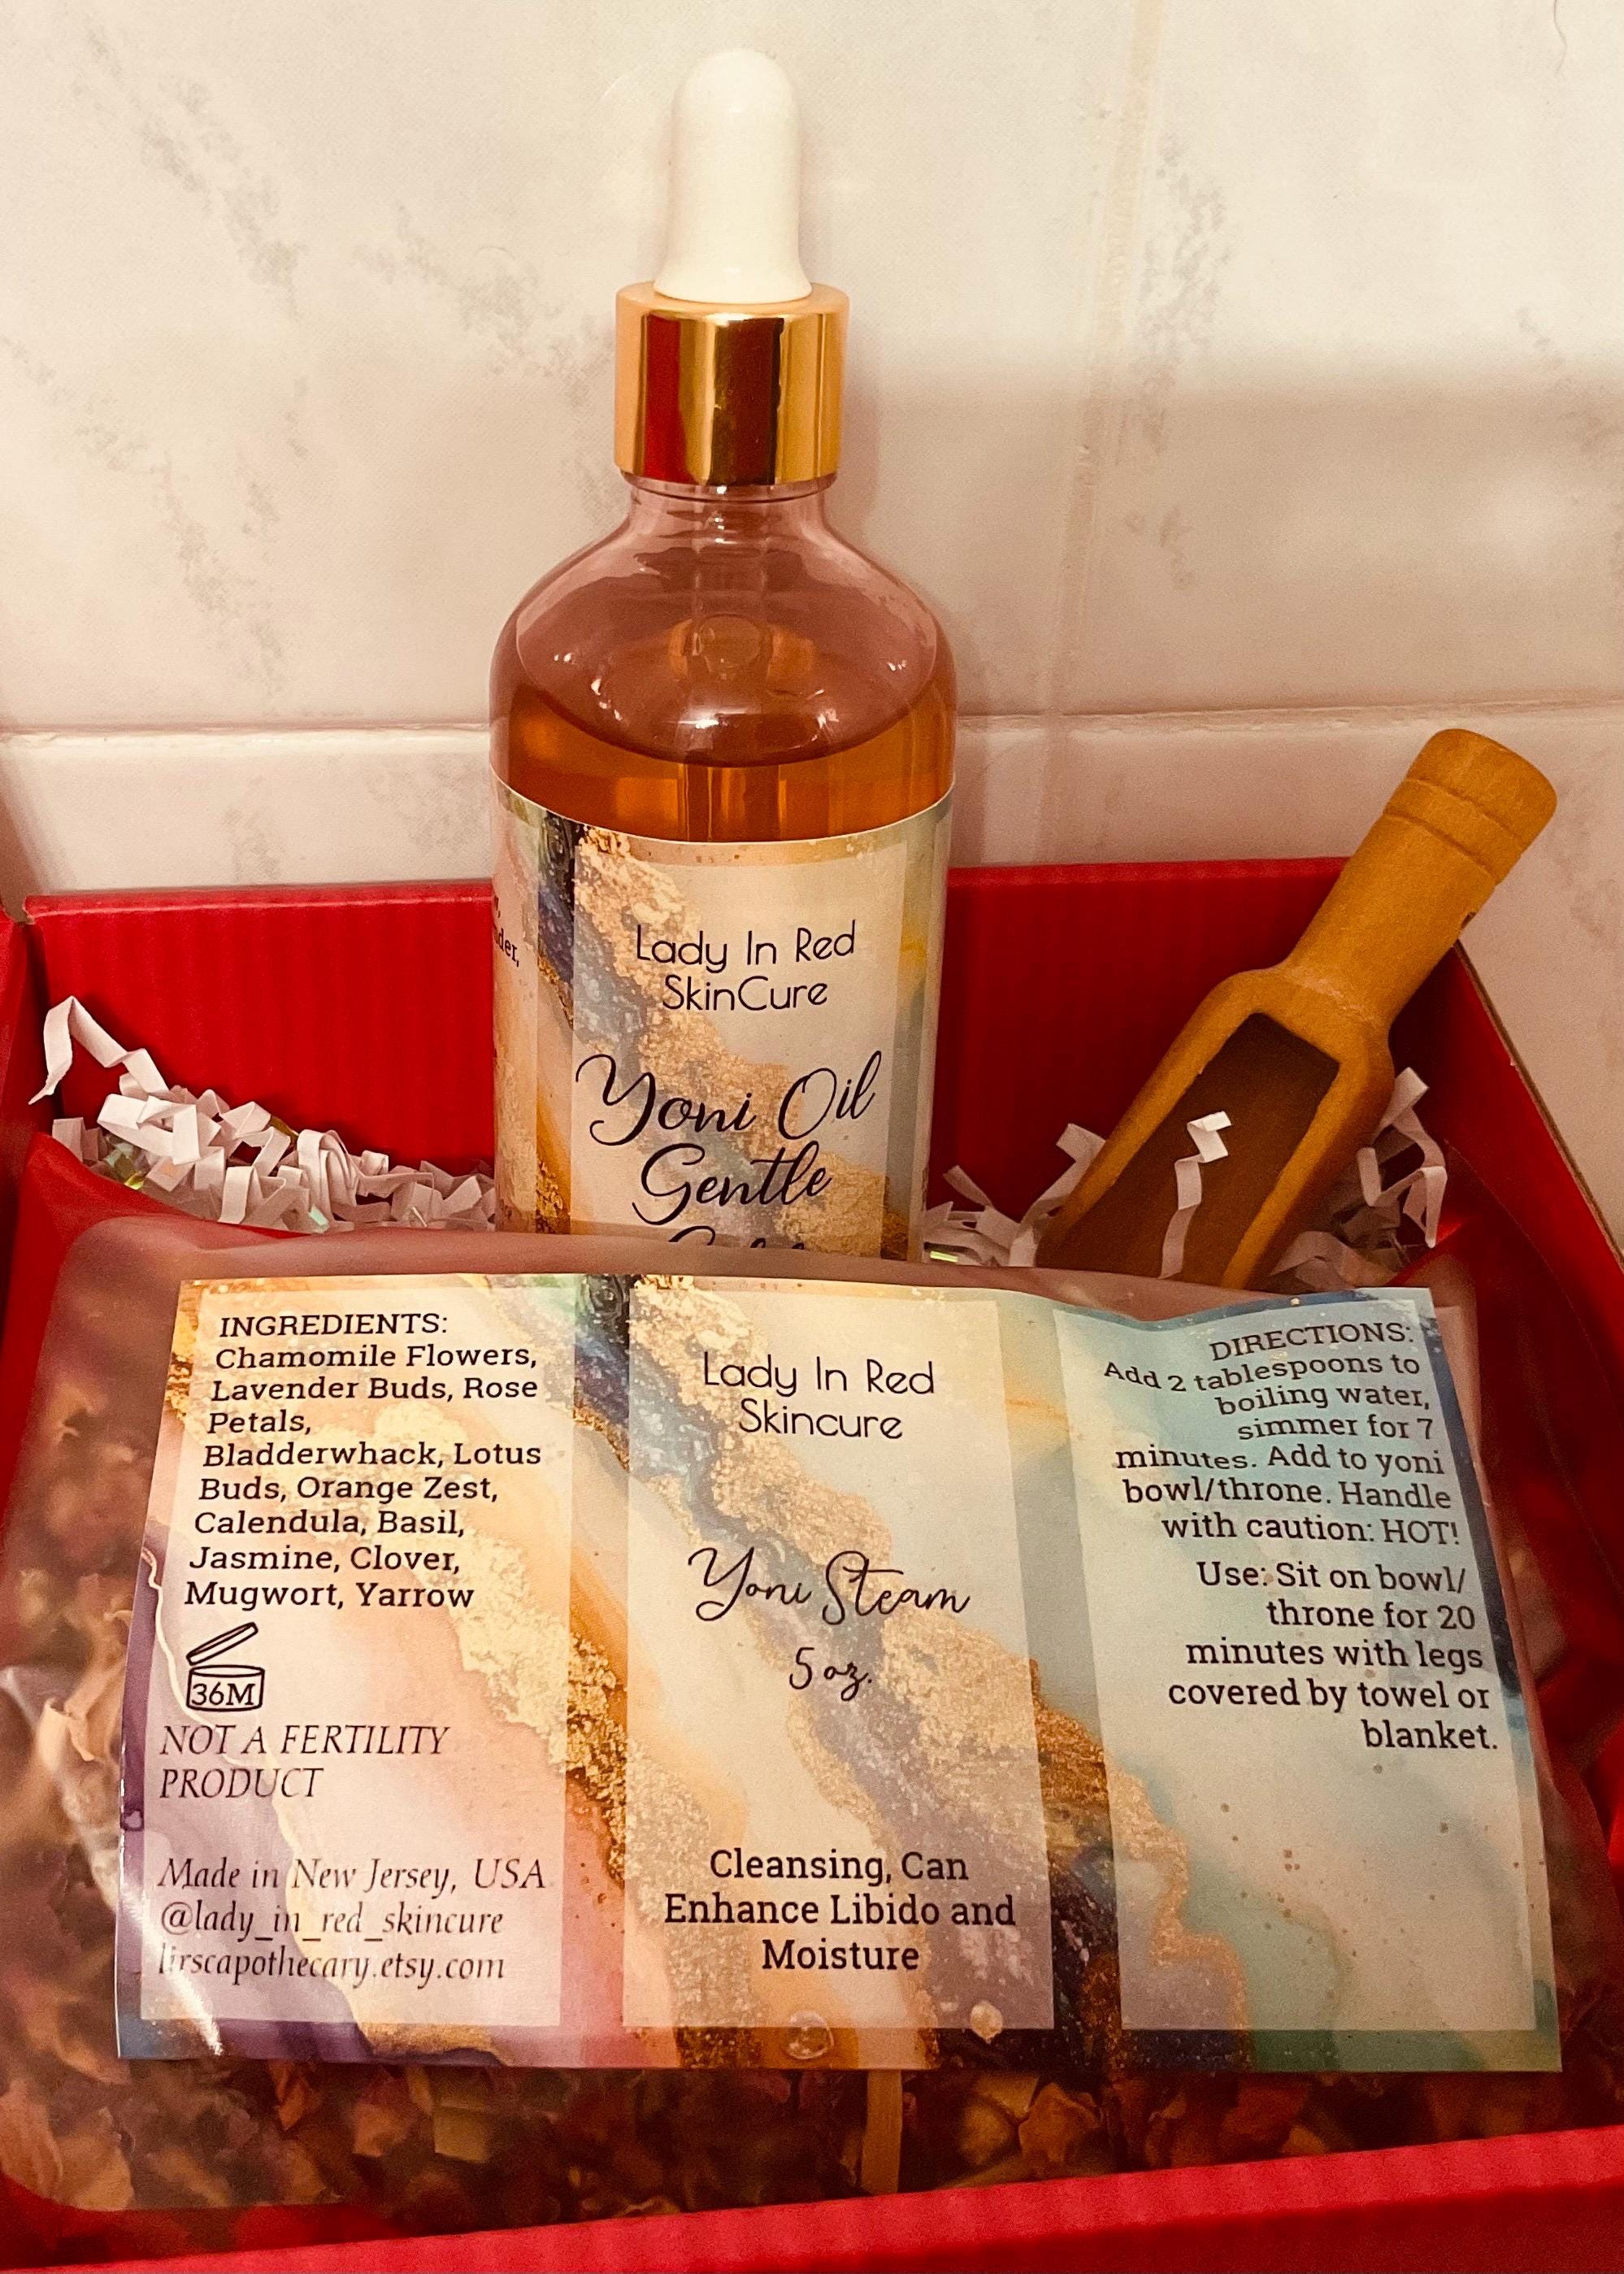 der,
Lady In Red
SkinCure
Yoni Oil
Gentle
INGREDIENTS:
Chamomile Flowers,
Lavender Buds, Rose
Petals,
Bladderwhack, Lotus
Buds, Orange Zest,
Calendula, Basil,
Jasmine, Clover,
Mugwort, Yarrow
36M
NOT A FERTILITY
PRODUCT
Made in New Jersey, USA
@lady_in_red_skincure
lirscapothecary.etsy.com
Lady In Red
Skincure
Yoni Steam
5 oz.
Cleansing, Can
Enhance Libido and
Moisture
DIRECTIONS:
Add 2 tablespoons to
boiling water,
simmer for 7
minutes. Add to yoni
bowl/throne. Handle
with caution: HOT!
Use: Sit on bowl/
throne for 20
minutes with legs
covered by towel or
blanket.